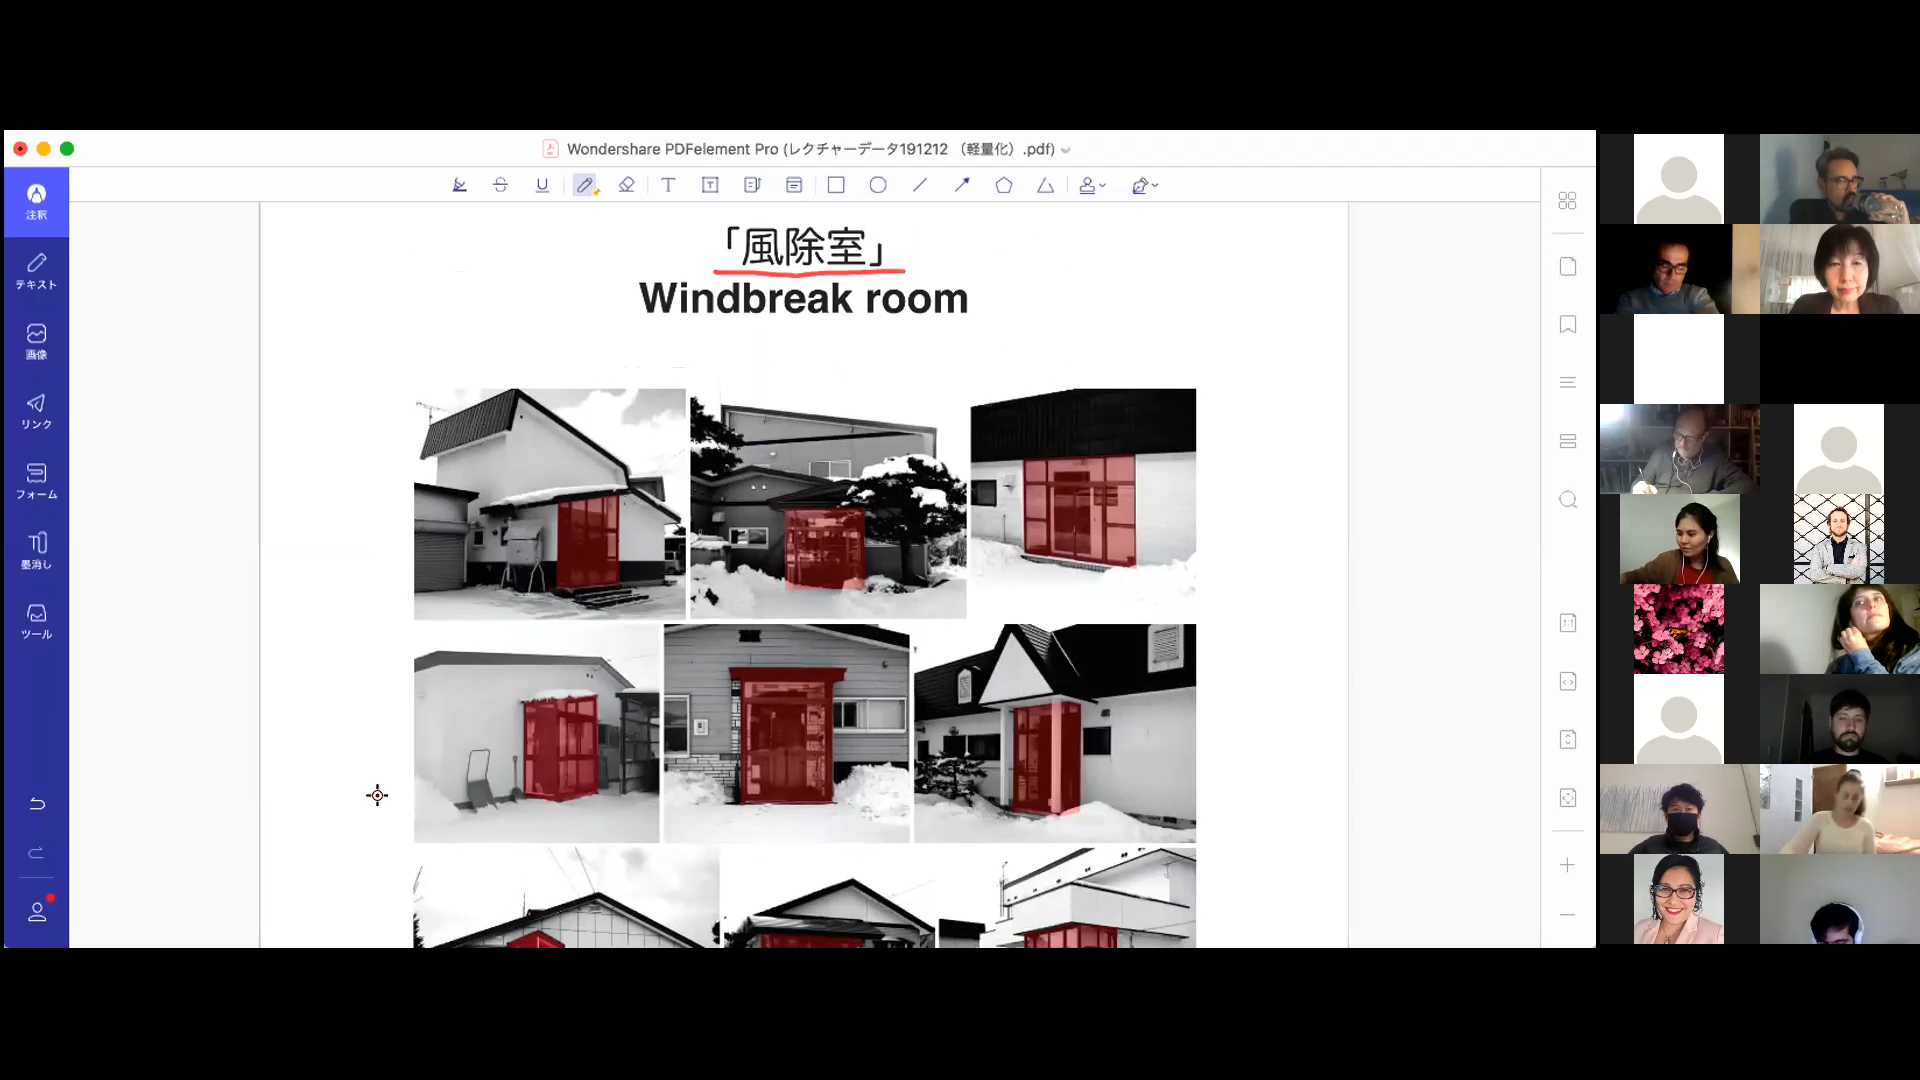 Wondershare PDFelement Pro (レクチャーデータ191212 （軽量化）.pdf)
注釈
テキスト
画像
リンク
フォーム
墨消し
ツール
「風除室」
Windbreak room